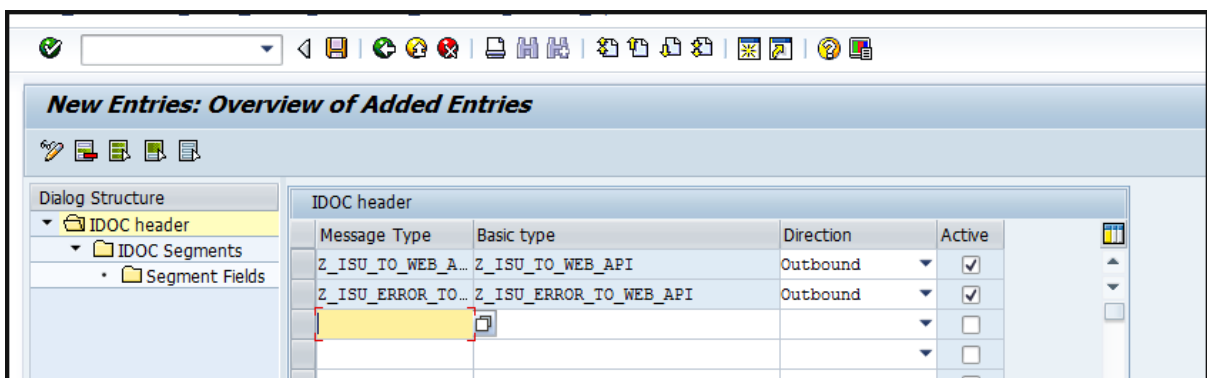 New Entries: Overview of Added Entries
Dialog Structure
IDOC header
IDOC Segments
Segment Fields
IDOC header
Message Type Basic type Direction Active
Z_ISU_TO_WEB_A… Z_ISU_TO_WEB_API Outbound
Z_ISU_ERROR_TO… Z_ISU_ERROR_TO_WEB_API Outbound